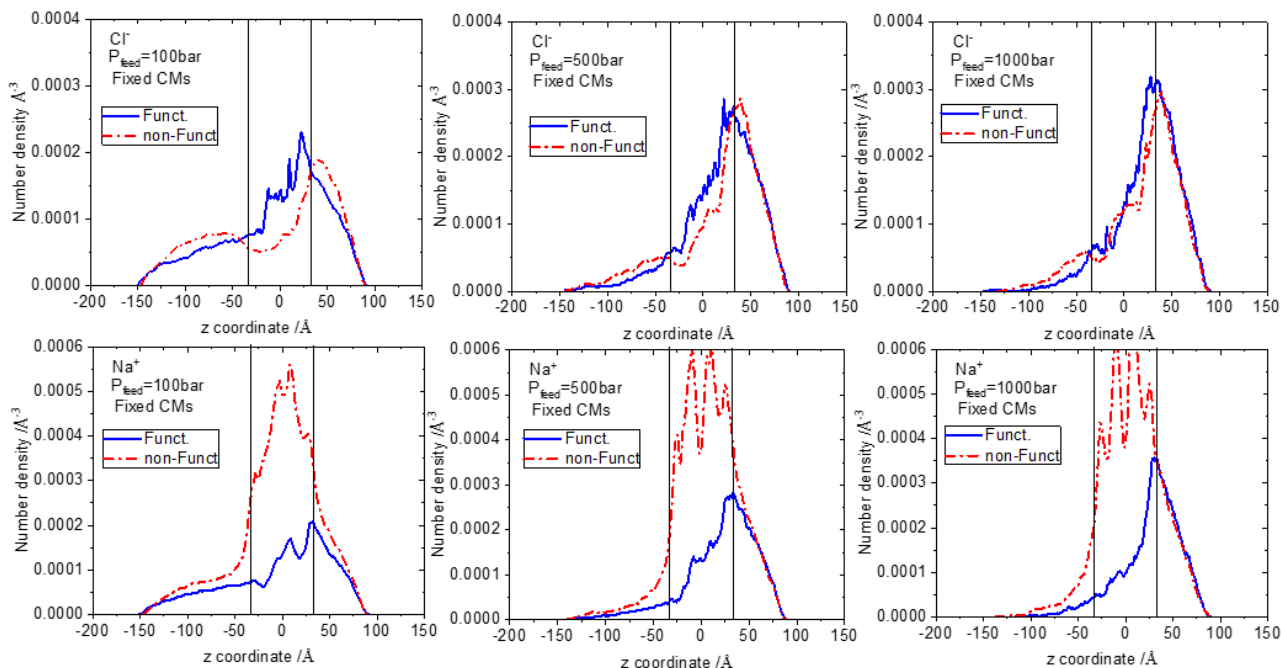 0.0004
0.0003
0.0002
0.0001
0.0000
Number density Å-3
Cl-
Pfeed=100bar
Fixed CMs
Funct.
non-Funct
-200 -150 -100 -50 0 50 100 150
z coordinate /Å
0.0004
0.0003
0.0002
0.0001
0.0000
Number density Å-3
Cl-
Pfeed=500bar
Fixed CMs
Funct.
non-Funct
-200 -150 -100 -50 0 50 100 150
z coordinate /Å
0.0004
0.0003
0.0002
0.0001
0.0000
Number density /Å-3
Cl-
Pfeed=1000bar
Fixed CMs
Funct.
non-Funct
-200 -150 -100 -50 0 50 100 150
z coordinate /Å
0.0006
0.0005
0.0004
0.0003
0.0002
0.0001
0.0000
Number density /Å-3
Na+
Pfeed=100bar
Fixed CMs
Funct.
non-Funct
-200 -150 -100 -50 0 50 100 150
z coordinate /Å
0.0006
0.0005
0.0004
0.0003
0.0002
0.0001
0.0000
Number density /Å-3
Na+
Pfeed=500bar
Fixed CMs
Funct.
non-Funct
-200 -150 -100 -50 0 50 100 150
z coordinate /Å
0.0006
0.0005
0.0004
0.0003
0.0002
0.0001
0.0000
Number density /Å-3
Na+
Pfeed=1000bar
Fixed CMs
Funct.
non-Funct
-200 -150 -100 -50 0 50 100 150
z coordinate /Å